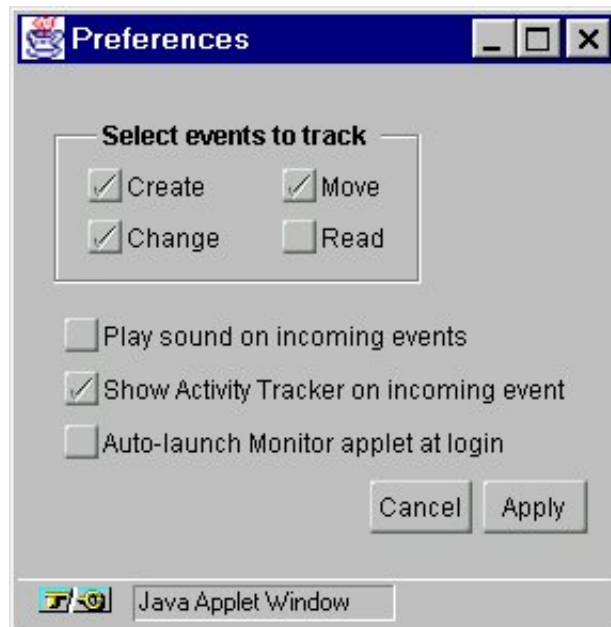 Preferences
Select events to track
Create Move
Change Read
Play sound on incoming events
Show Activity Tracker on incoming event
Auto-launch Monitor applet at login
Cancel Apply
Java Applet Window